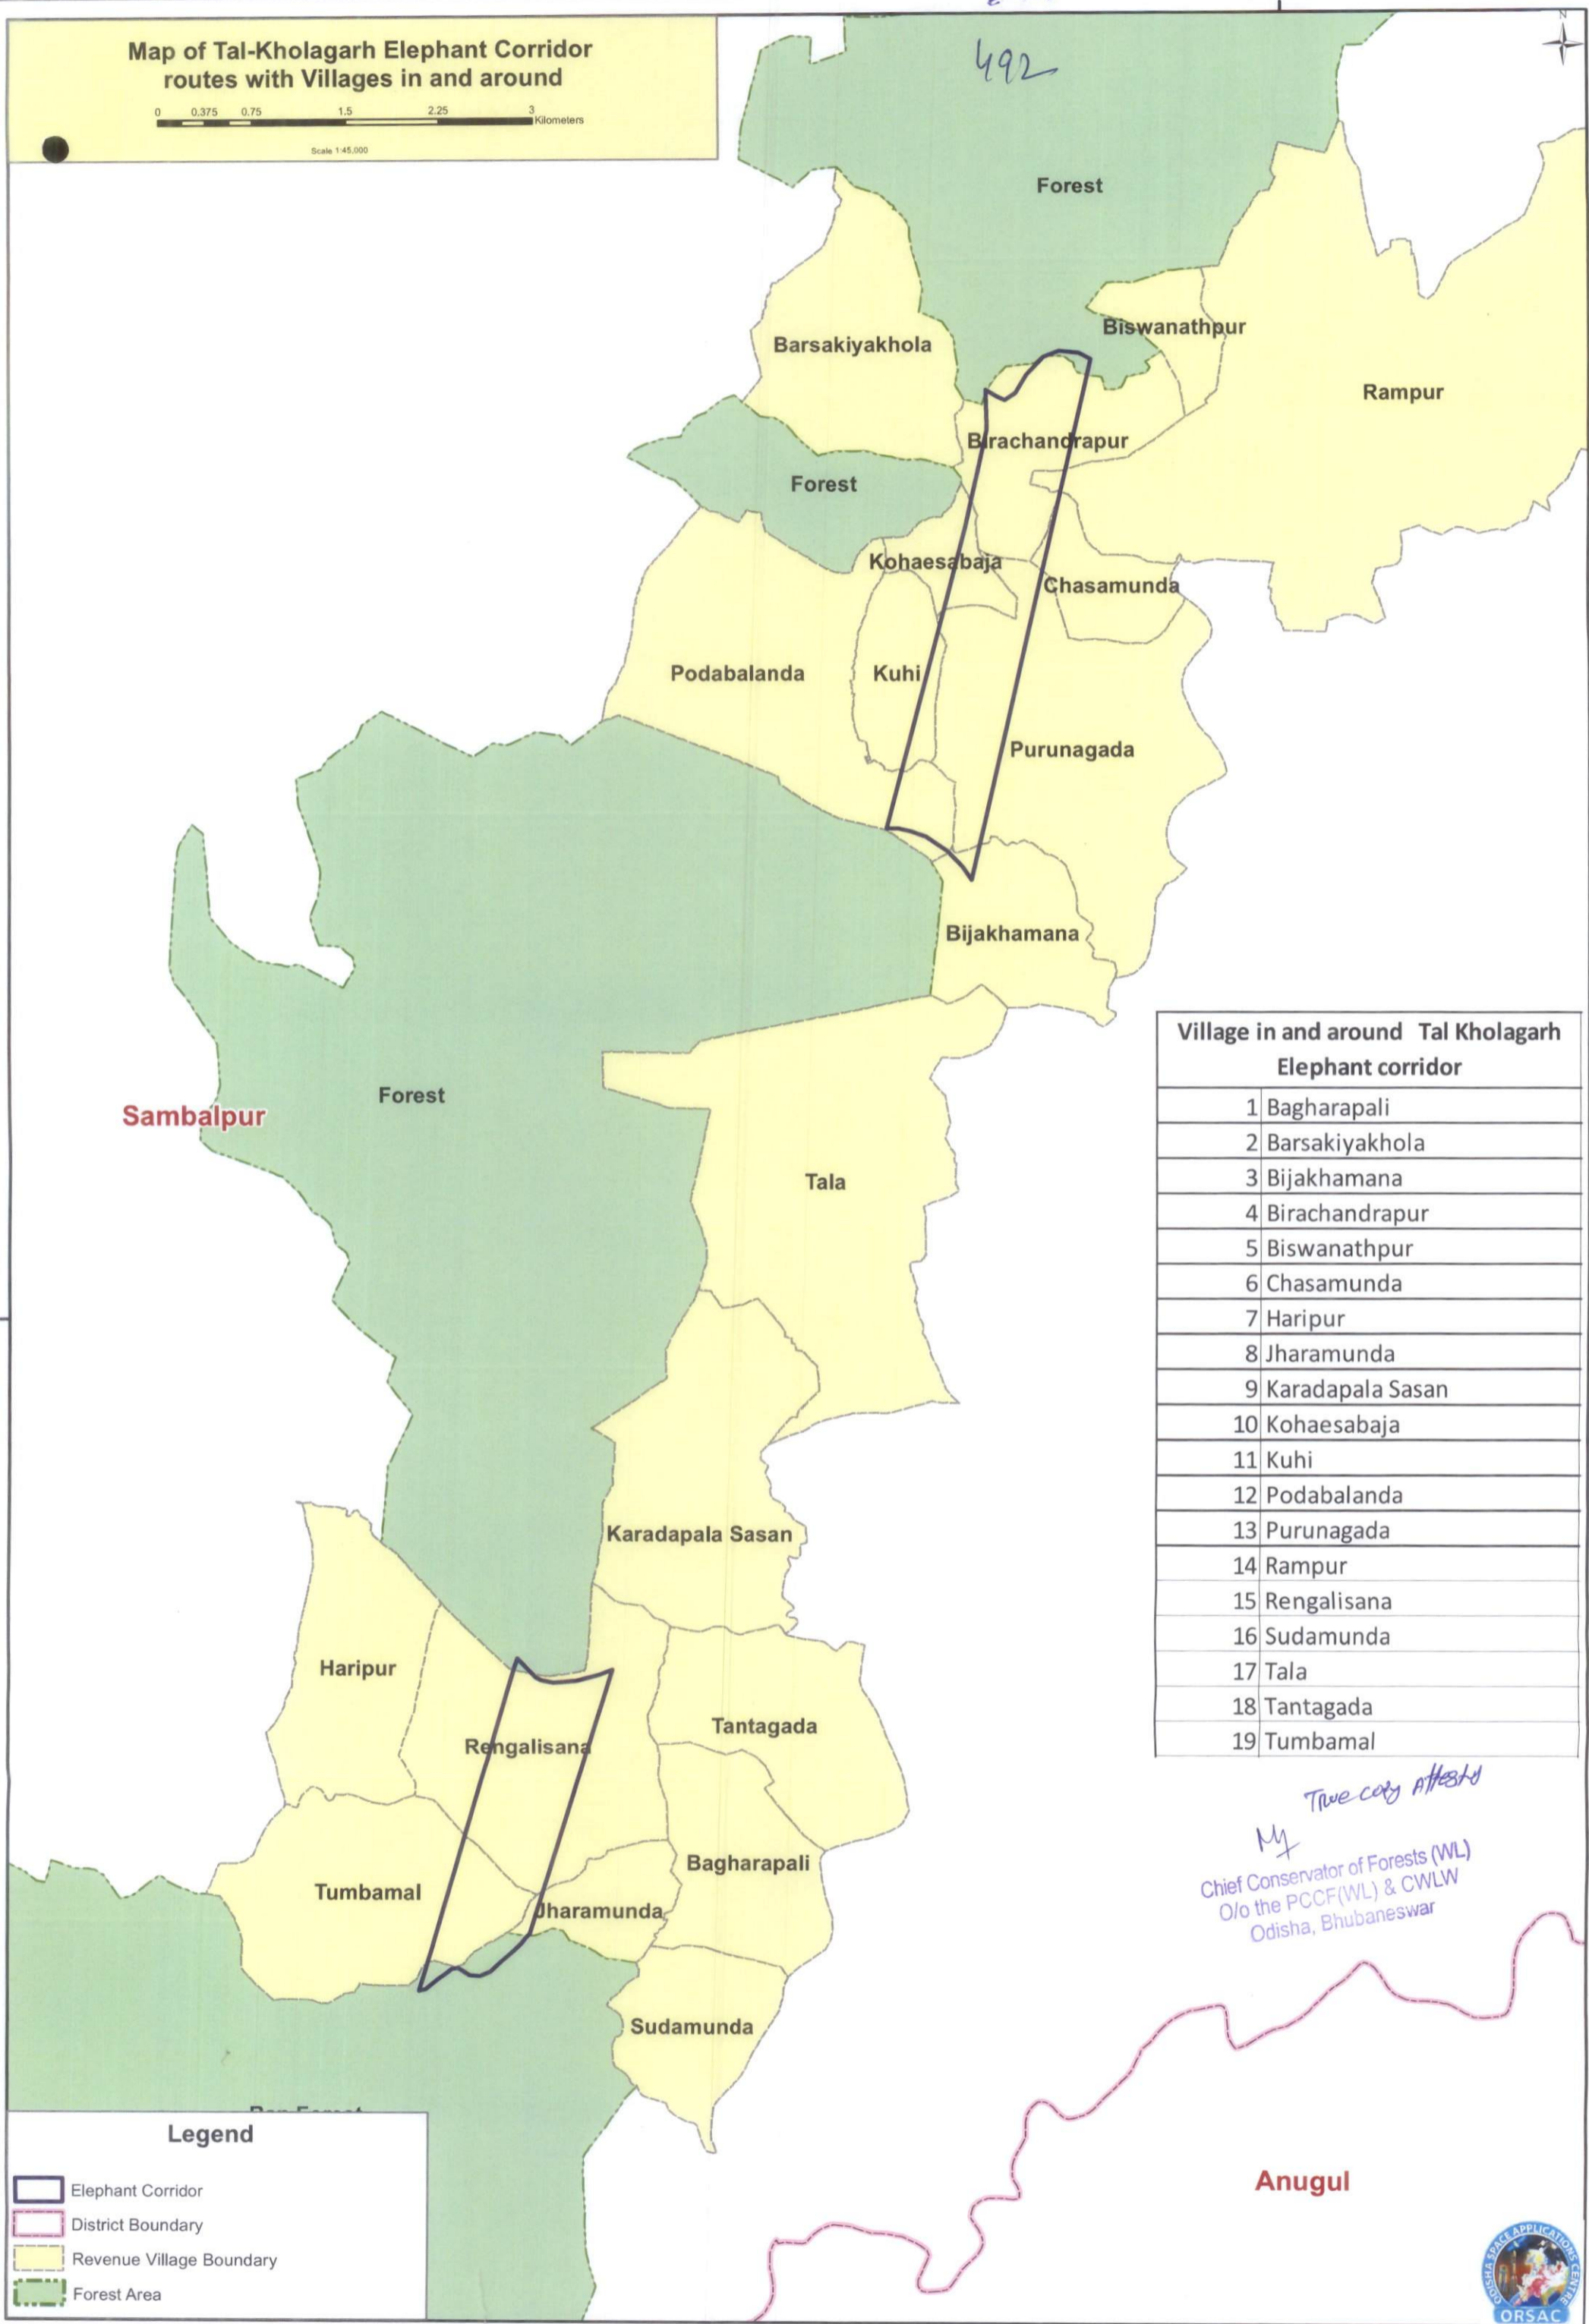 492
Map of Tal-Kholagarh Elephant Corridor
routes with Villages in and around
0 0.375 0.75 1.5 2.25 3
Kilometers
Scale 1:45,000
N
Forest
Biswanathpur
Barsakiyakhola
Rampur
Birachandrapur
Forest
Kohaesabaja
Chasamunda
Podabalanda
Kuhi
Purunagada
Bijakhamana
Forest
Sambalpur
Tala
Karadapala Sasan
Haripur
Rengalisana
Tantagada
Bagharapali
Tumbamal
Jharamunda
Sudamunda
Village in and around Tal Kholagarh
Elephant corridor
1 Bagharapali
2 Barsakiyakhola
3 Bijakhamana
4 Birachandrapur
5 Biswanathpur
6 Chasamunda
7 Haripur
8 Jharamunda
9 Karadapala Sasan
10 Kohaesabaja
11 Kuhi
12 Podabalanda
13 Purunagada
14 Rampur
15 Rengalisana
16 Sudamunda
17 Tala
18 Tantagada
19 Tumbamal
True copy Attested
Chief Conservator of Forests (WL)
O/o the PCCF(WL) & CWLW
Odisha, Bhubaneswar
Anugul
Legend
Elephant Corridor
District Boundary
Revenue Village Boundary
Forest Area
ODISHA SPACE APPLICATIONS CENTRE
ORSAC